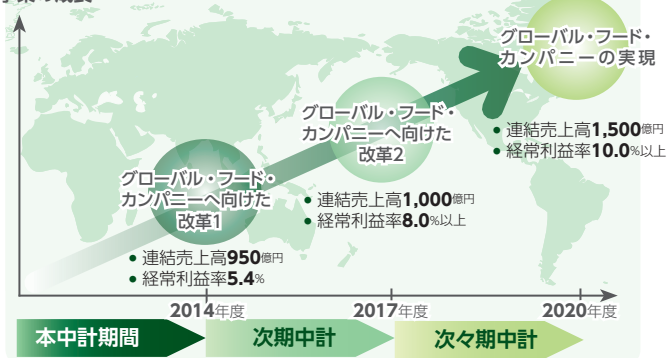 グローバル・フード・
カンパニーの実現
• 連結売上高1,500億円
• 経常利益率10.0%以上
グローバル・フード・
カンパニーへ向けた
改革2
• 連結売上高1,000億円
• 経常利益率8.0%以上
グローバル・フード・
カンパニーへ向けた
改革1
• 連結売上高950億円
• 経常利益率5.4%
2014年度
2017年度
2020年度
本中計期間
次期中計
次々期中計